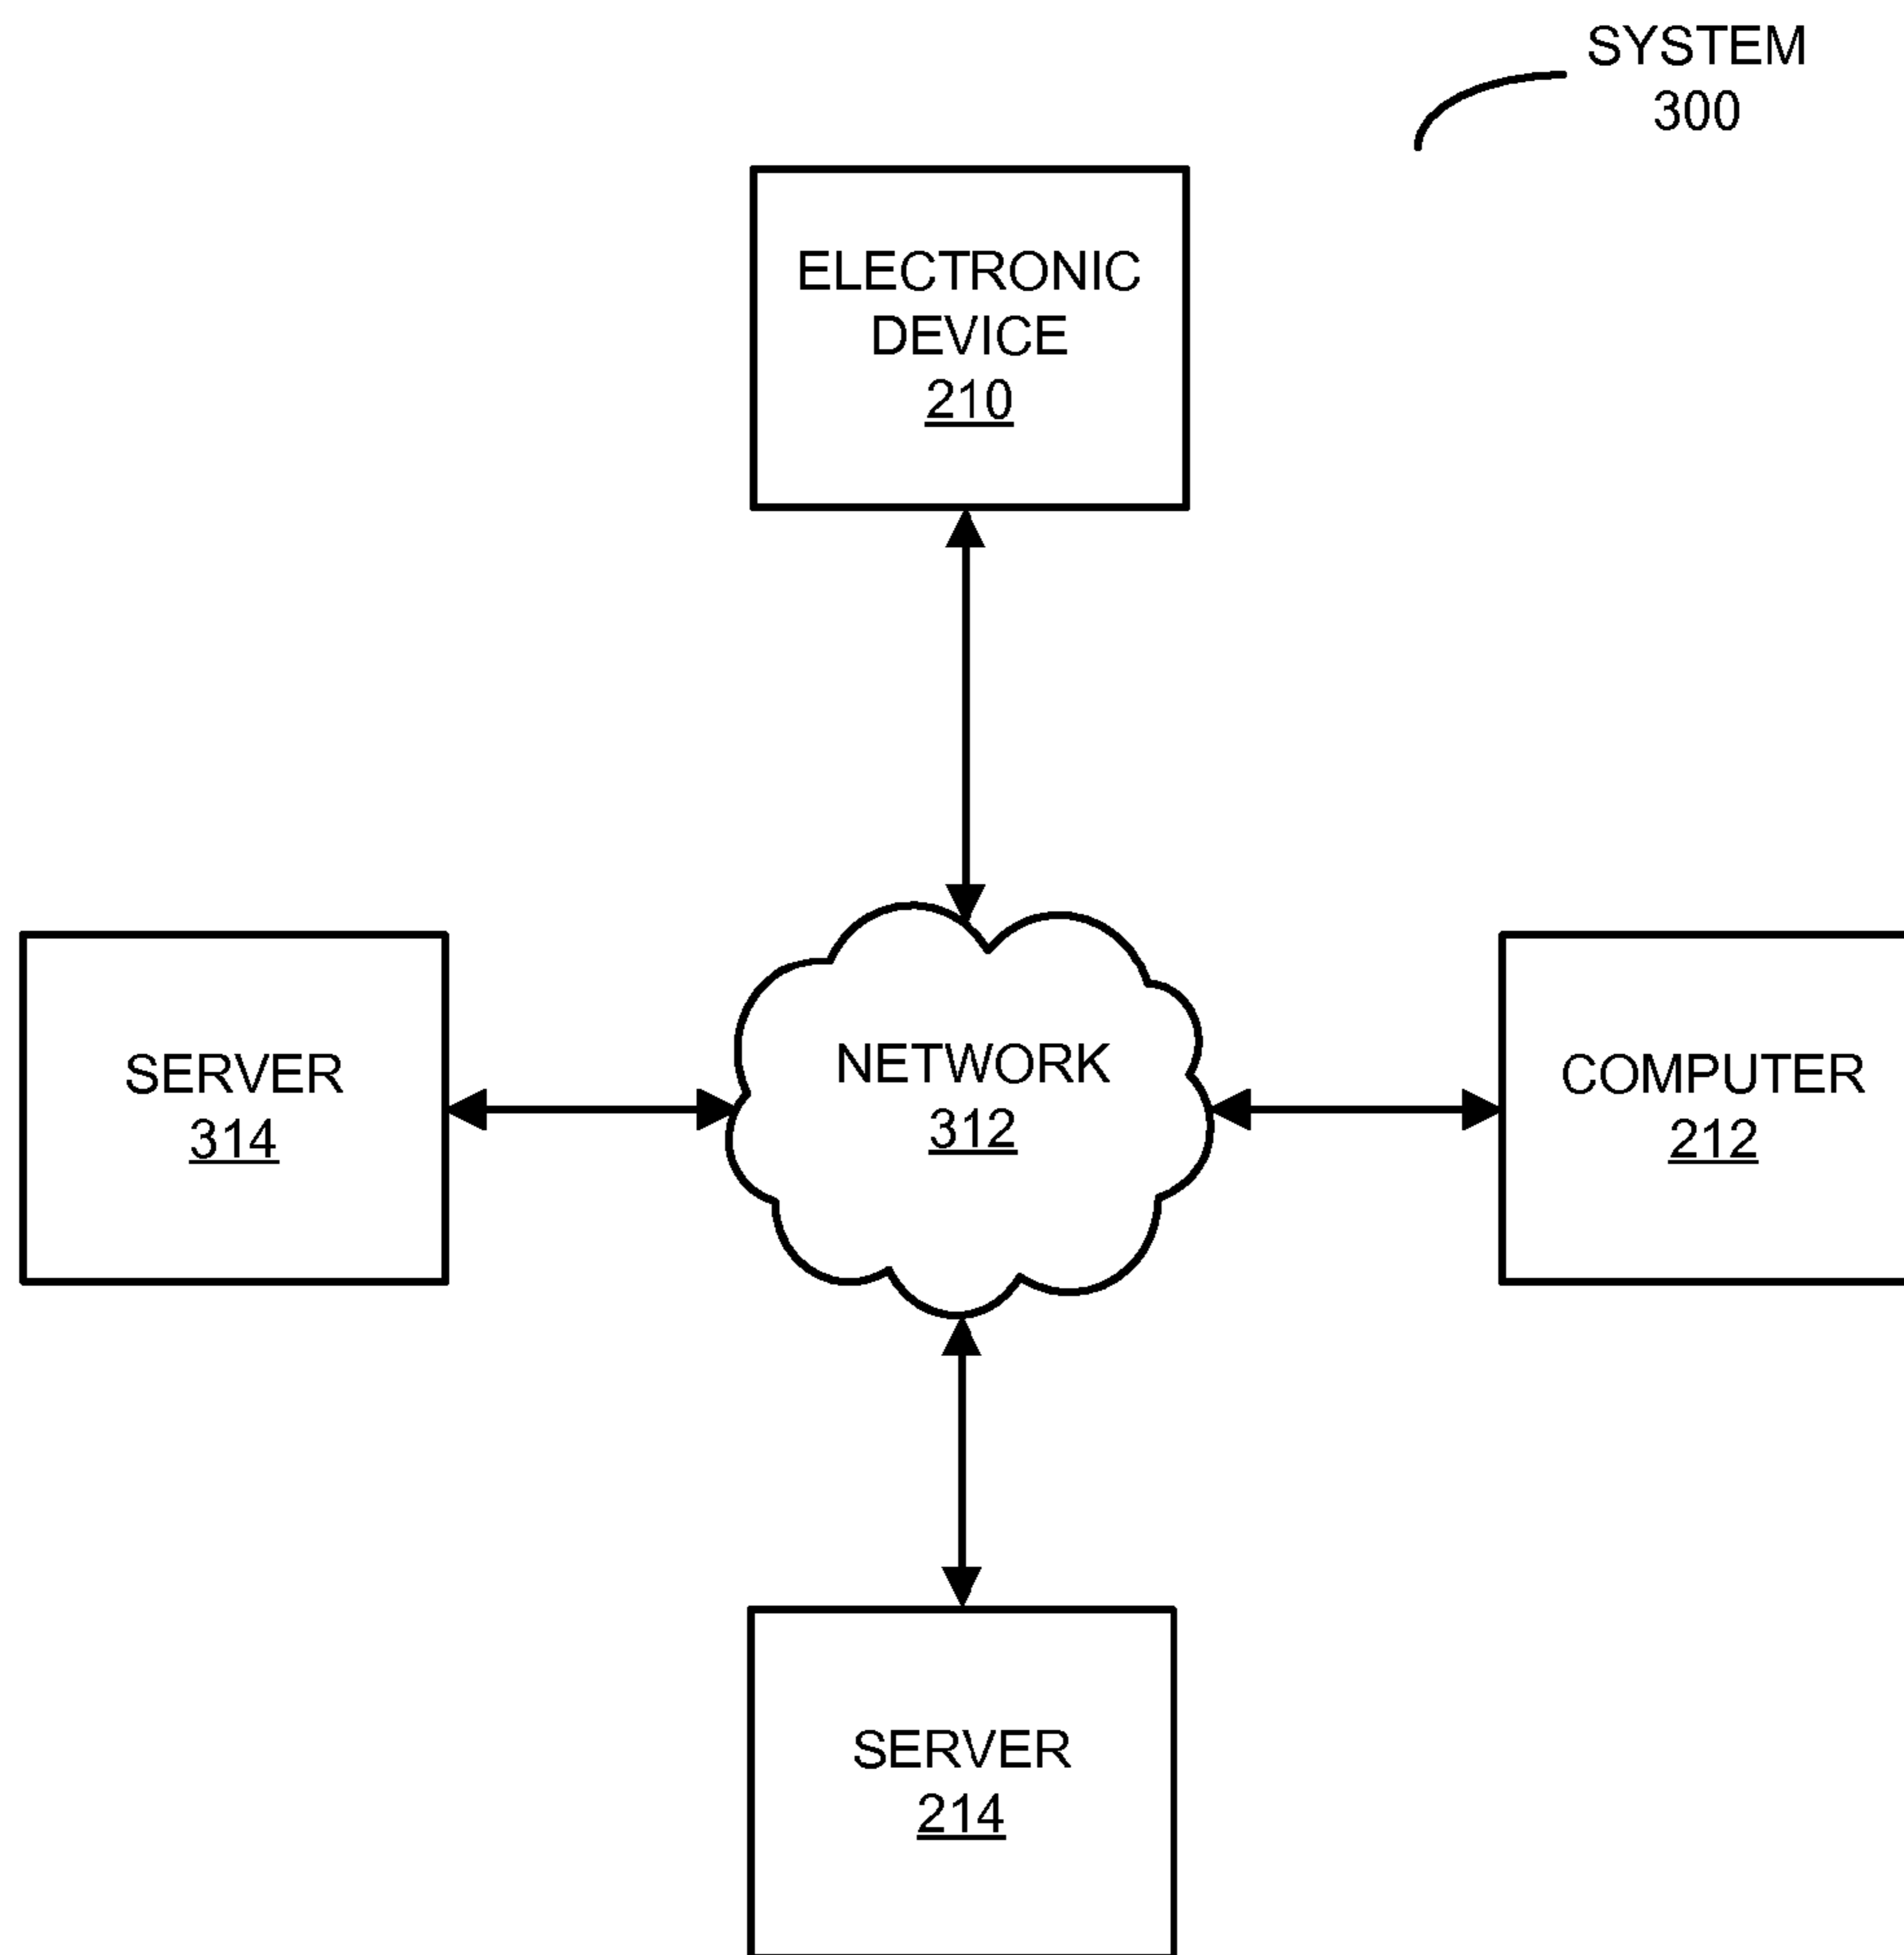 SYSTEM
300
ELECTRONIC
DEVICE
210
SERVER
314
NETWORK
312
COMPUTER
212
SERVER
214